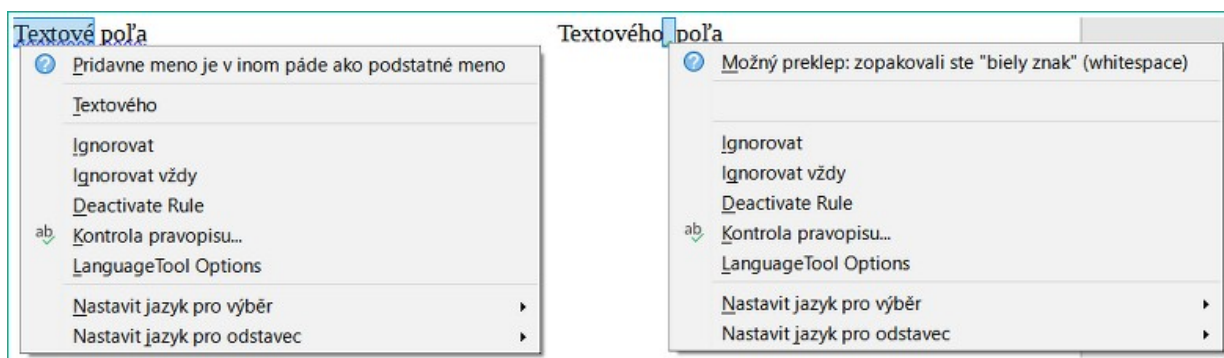 Textové poľa
Pridavne meno je v inom páde ako podstatné meno
Textového
Ignorovat
Ignorovat vždy
Deactivate Rule
Kontrola pravopisu...
LanguageTool Options
Nastavit jazyk pro výběr
Nastavit jazyk pro odstavec
Textového poľa
Možný preklep: zopakovali ste "biely znak" (whitespace)
Ignorovat
Ignorovat vždy
Deactivate Rule
Kontrola pravopisu...
LanguageTool Options
Nastavit jazyk pro výběr
Nastavit jazyk pro odstavec